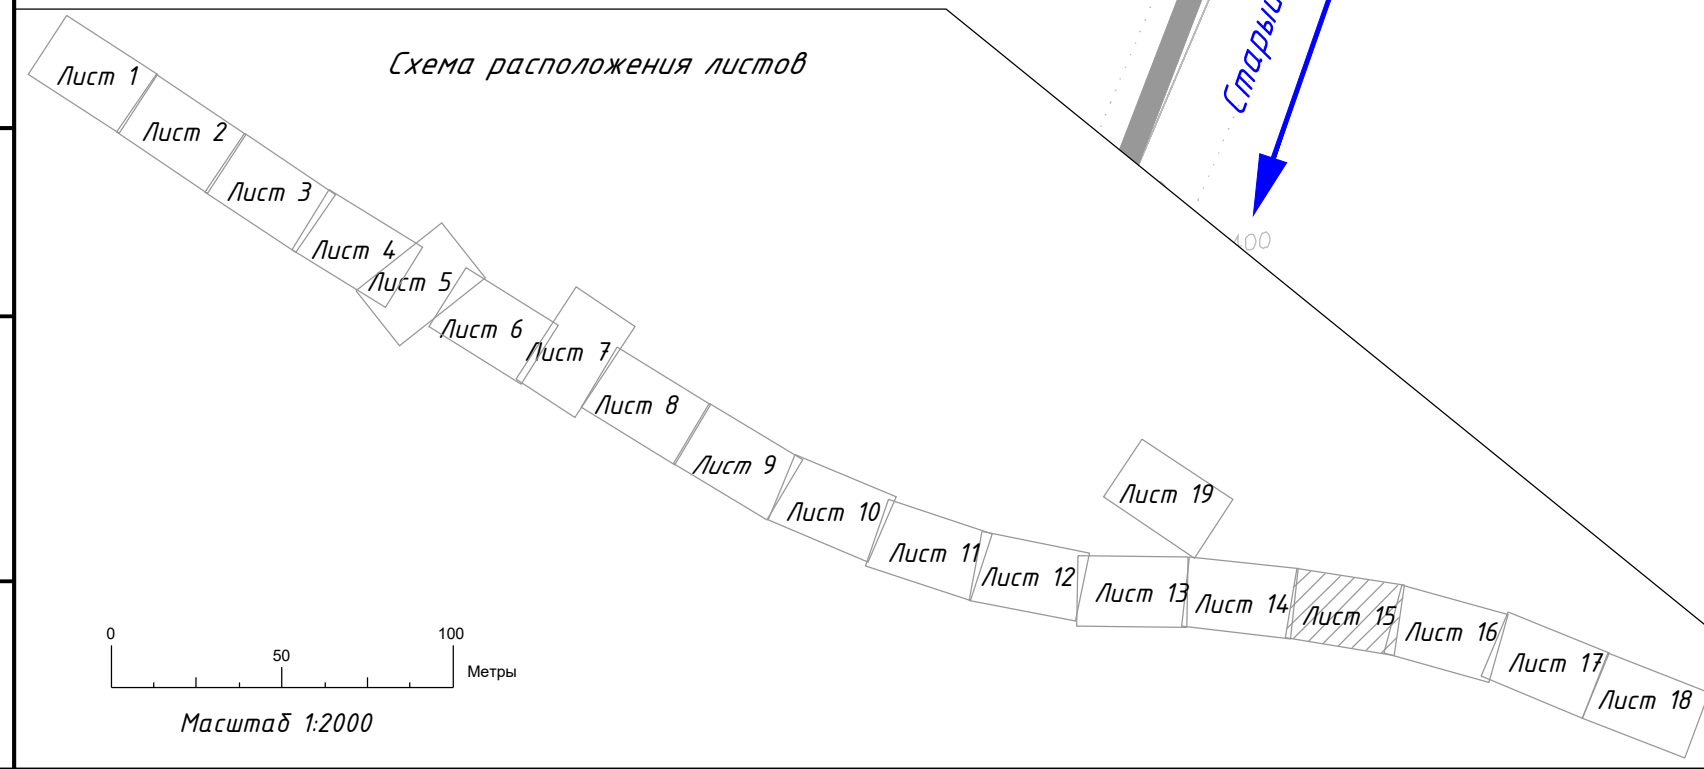 Схема расположения листов
Старый
400
Лист 1
Лист 2
Лист 3
Лист 4
Лист 5
Лист 6
Лист 7
Лист 8
Лист 9
Лист 10
Лист 11
Лист 12
Лист 13
Лист 14
Лист 15
Лист 16
Лист 17
Лист 18
Лист 19
0 50 100 Метры
Масштаб 1:2000